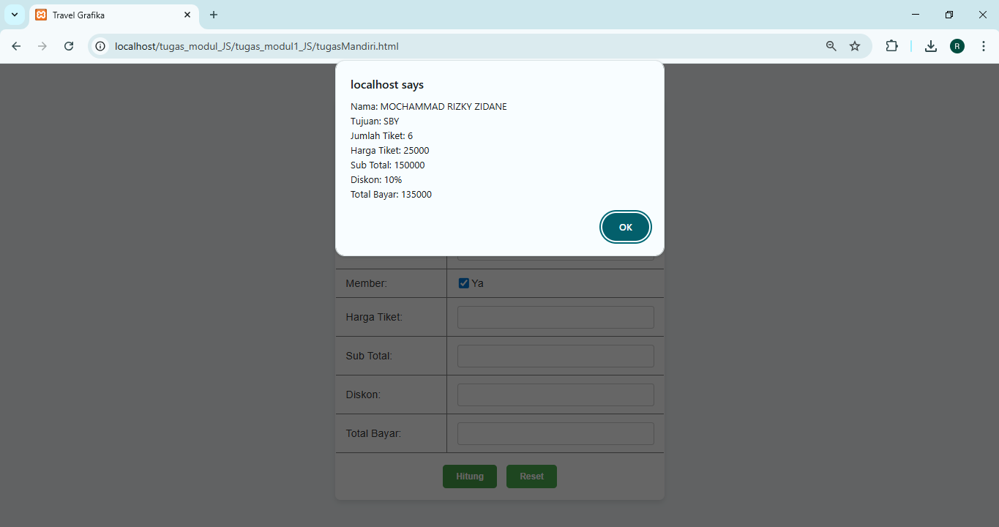 Travel Grafika
localhost/tugas_modul_JS/tugas_modul1_JS/tugasMandiri.html
R
localhost says
Nama: MOCHAMMAD RIZKY ZIDANE
Tujuan: SBY
Jumlah Tiket: 6
Harga Tiket: 25000
Sub Total: 150000
Diskon: 10%
Total Bayar: 135000
OK
Member:
Ya
Harga Tiket:
Sub Total:
Diskon:
Total Bayar:
Hitung
Reset